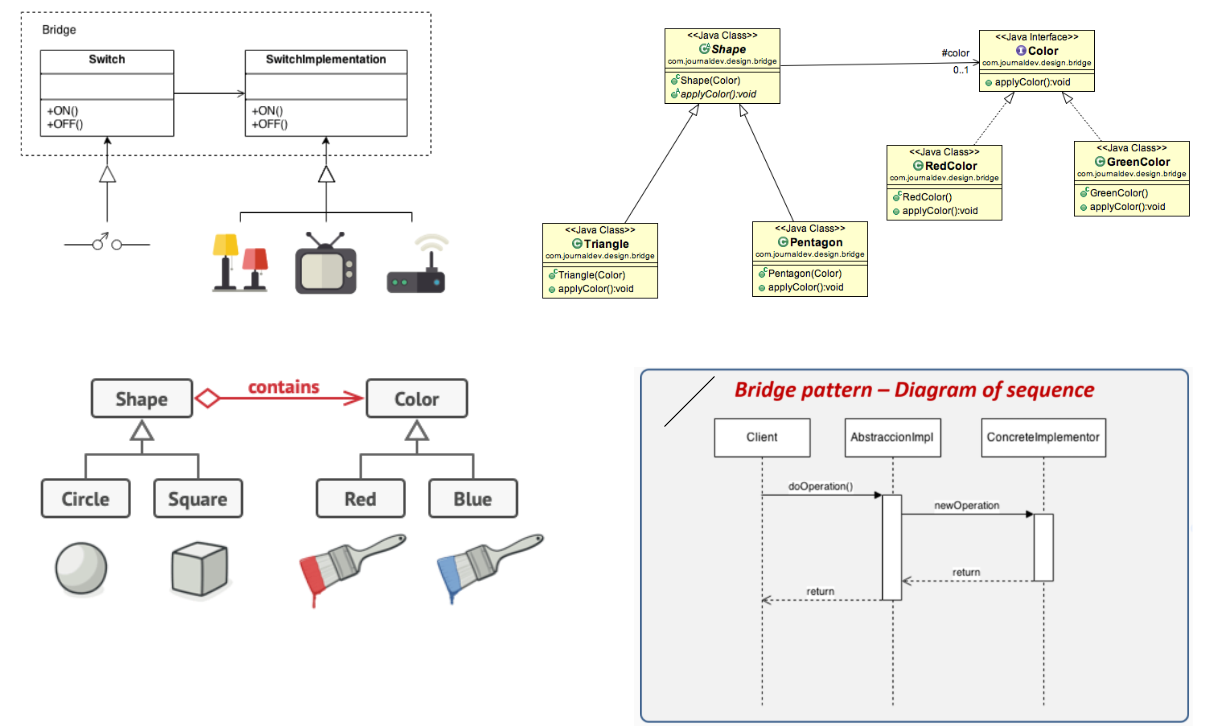 Bridge
Switch
+ON()
+OFF()
SwitchImplementation
+ON()
+OFF()
<<Java Class>>
Shape
com.journaldev.design.bridge
Shape(Color)
applyColor():void
#color
0..1
<<Java Interface>>
Color
com.journaldev.design.bridge
applyColor():void
<<Java Class>>
RedColor
com.journaldev.design.bridge
RedColor()
applyColor():void
<<Java Class>>
GreenColor
com.journaldev.design.bridge
GreenColor()
applyColor():void
<<Java Class>>
Triangle
com.journaldev.design.bridge
Triangle(Color)
applyColor():void
<<Java Class>>
Pentagon
com.journaldev.design.bridge
Pentagon(Color)
applyColor():void
Shape
contains
Color
Circle
Square
Red
Blue
Bridge pattern – Diagram of sequence
Client
AbstraccionImpl
ConcreteImplementor
doOperation()
newOperation
return
return